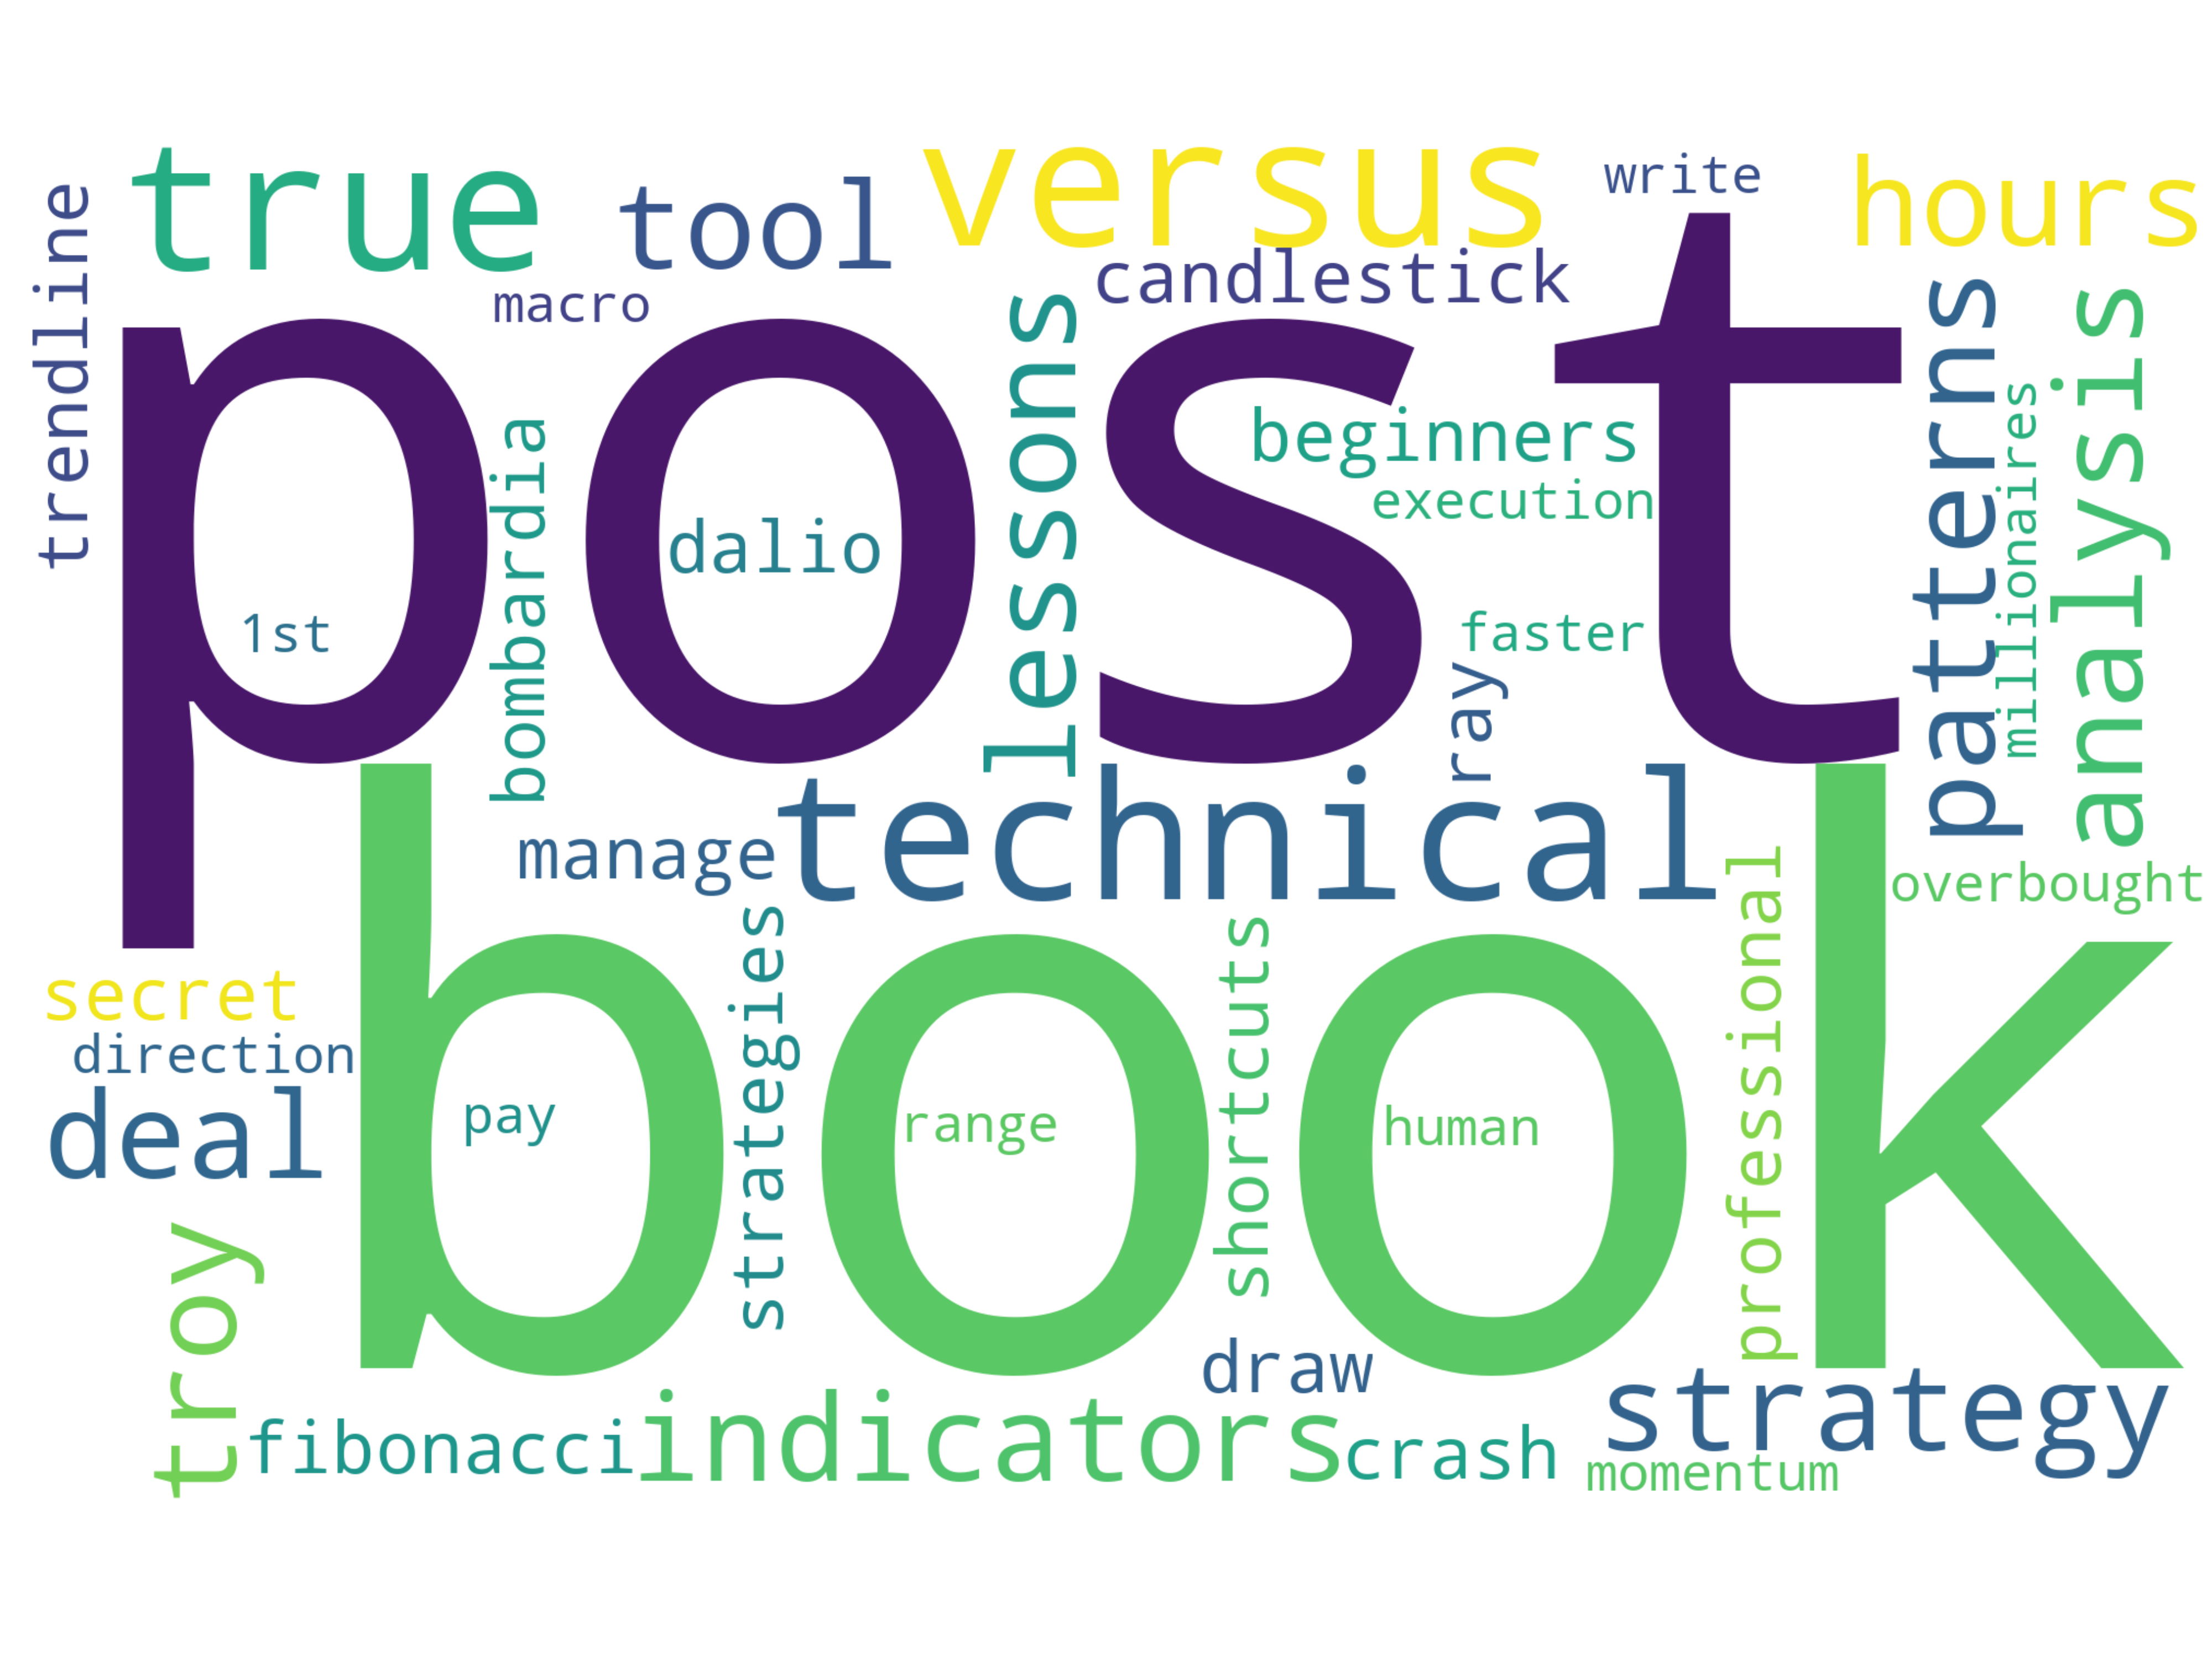 true
tool
versus
write
hours
trendline
macro
candlestick
post
lessons
patterns
analysis
millionaires
beginners
execution
bombardia
dalio
1st
faster
ray
technical
manage
overbought
book
professional
strategies
shortcuts
secret
direction
deal
pay
range
human
troy
draw
strategy
fibonacci
indicators
crash
momentum